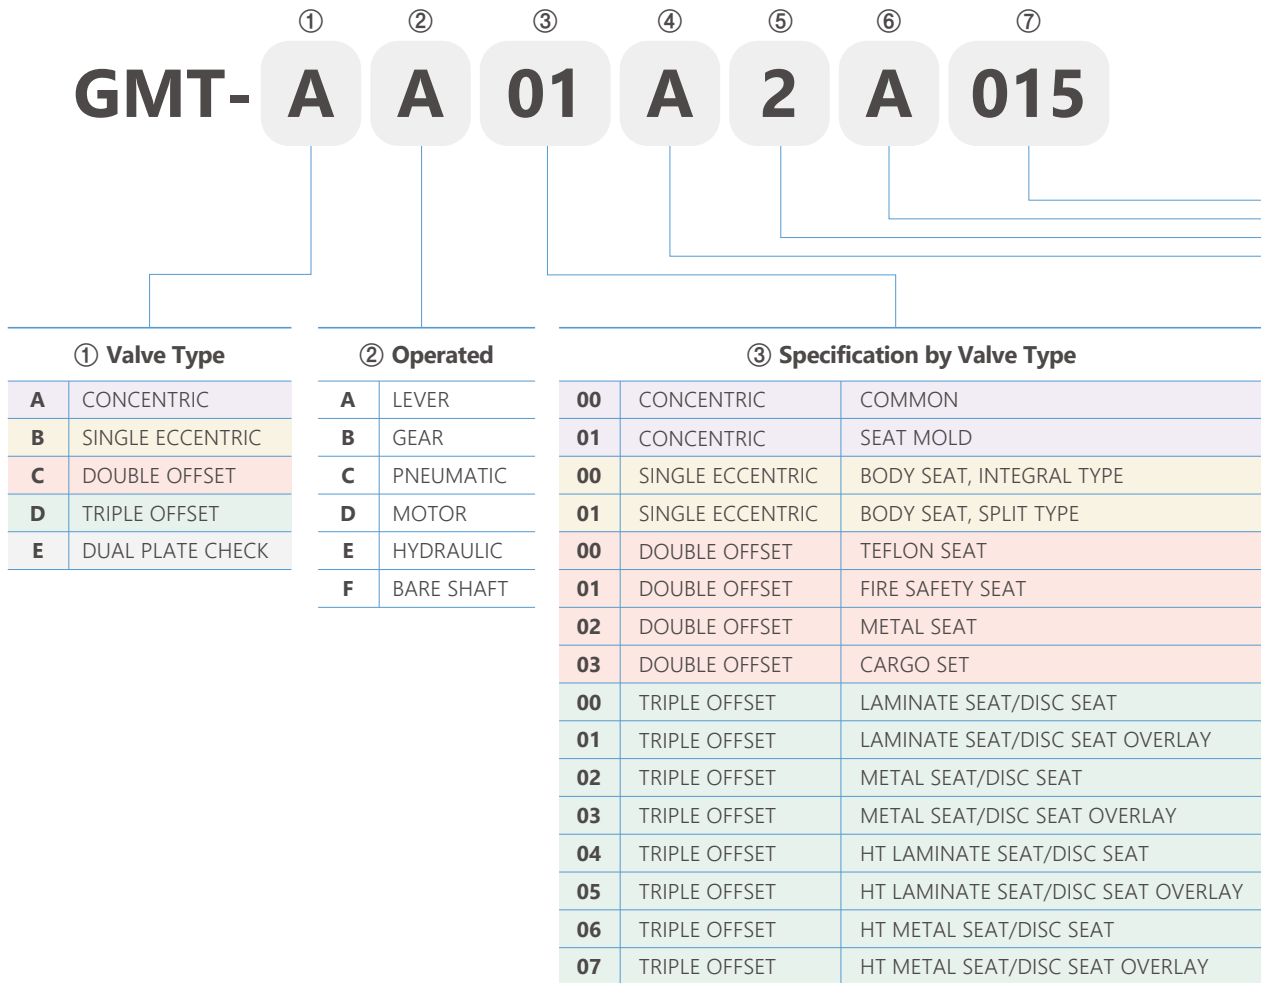 ① ② ③ ④ ⑤ ⑥ ⑦
GMT- A A 01 A 2 A 015
① Valve Type
A CONCENTRIC
B SINGLE ECCENTRIC
C DOUBLE OFFSET
D TRIPLE OFFSET
E DUAL PLATE CHECK
② Operated
A LEVER
B GEAR
C PNEUMATIC
D MOTOR
E HYDRAULIC
F BARE SHAFT
③ Specification by Valve Type
00 CONCENTRIC COMMON
01 CONCENTRIC SEAT MOLD
00 SINGLE ECCENTRIC BODY SEAT, INTEGRAL TYPE
01 SINGLE ECCENTRIC BODY SEAT, SPLIT TYPE
00 DOUBLE OFFSET TEFLON SEAT
01 DOUBLE OFFSET FIRE SAFETY SEAT
02 DOUBLE OFFSET METAL SEAT
03 DOUBLE OFFSET CARGO SET
00 TRIPLE OFFSET LAMINATE SEAT/DISC SEAT
01 TRIPLE OFFSET LAMINATE SEAT/DISC SEAT OVERLAY
02 TRIPLE OFFSET METAL SEAT/DISC SEAT
03 TRIPLE OFFSET METAL SEAT/DISC SEAT OVERLAY
04 TRIPLE OFFSET HT LAMINATE SEAT/DISC SEAT
05 TRIPLE OFFSET HT LAMINATE SEAT/DISC SEAT OVERLAY
06 TRIPLE OFFSET HT METAL SEAT/DISC SEAT
07 TRIPLE OFFSET HT METAL SEAT/DISC SEAT OVERLAY